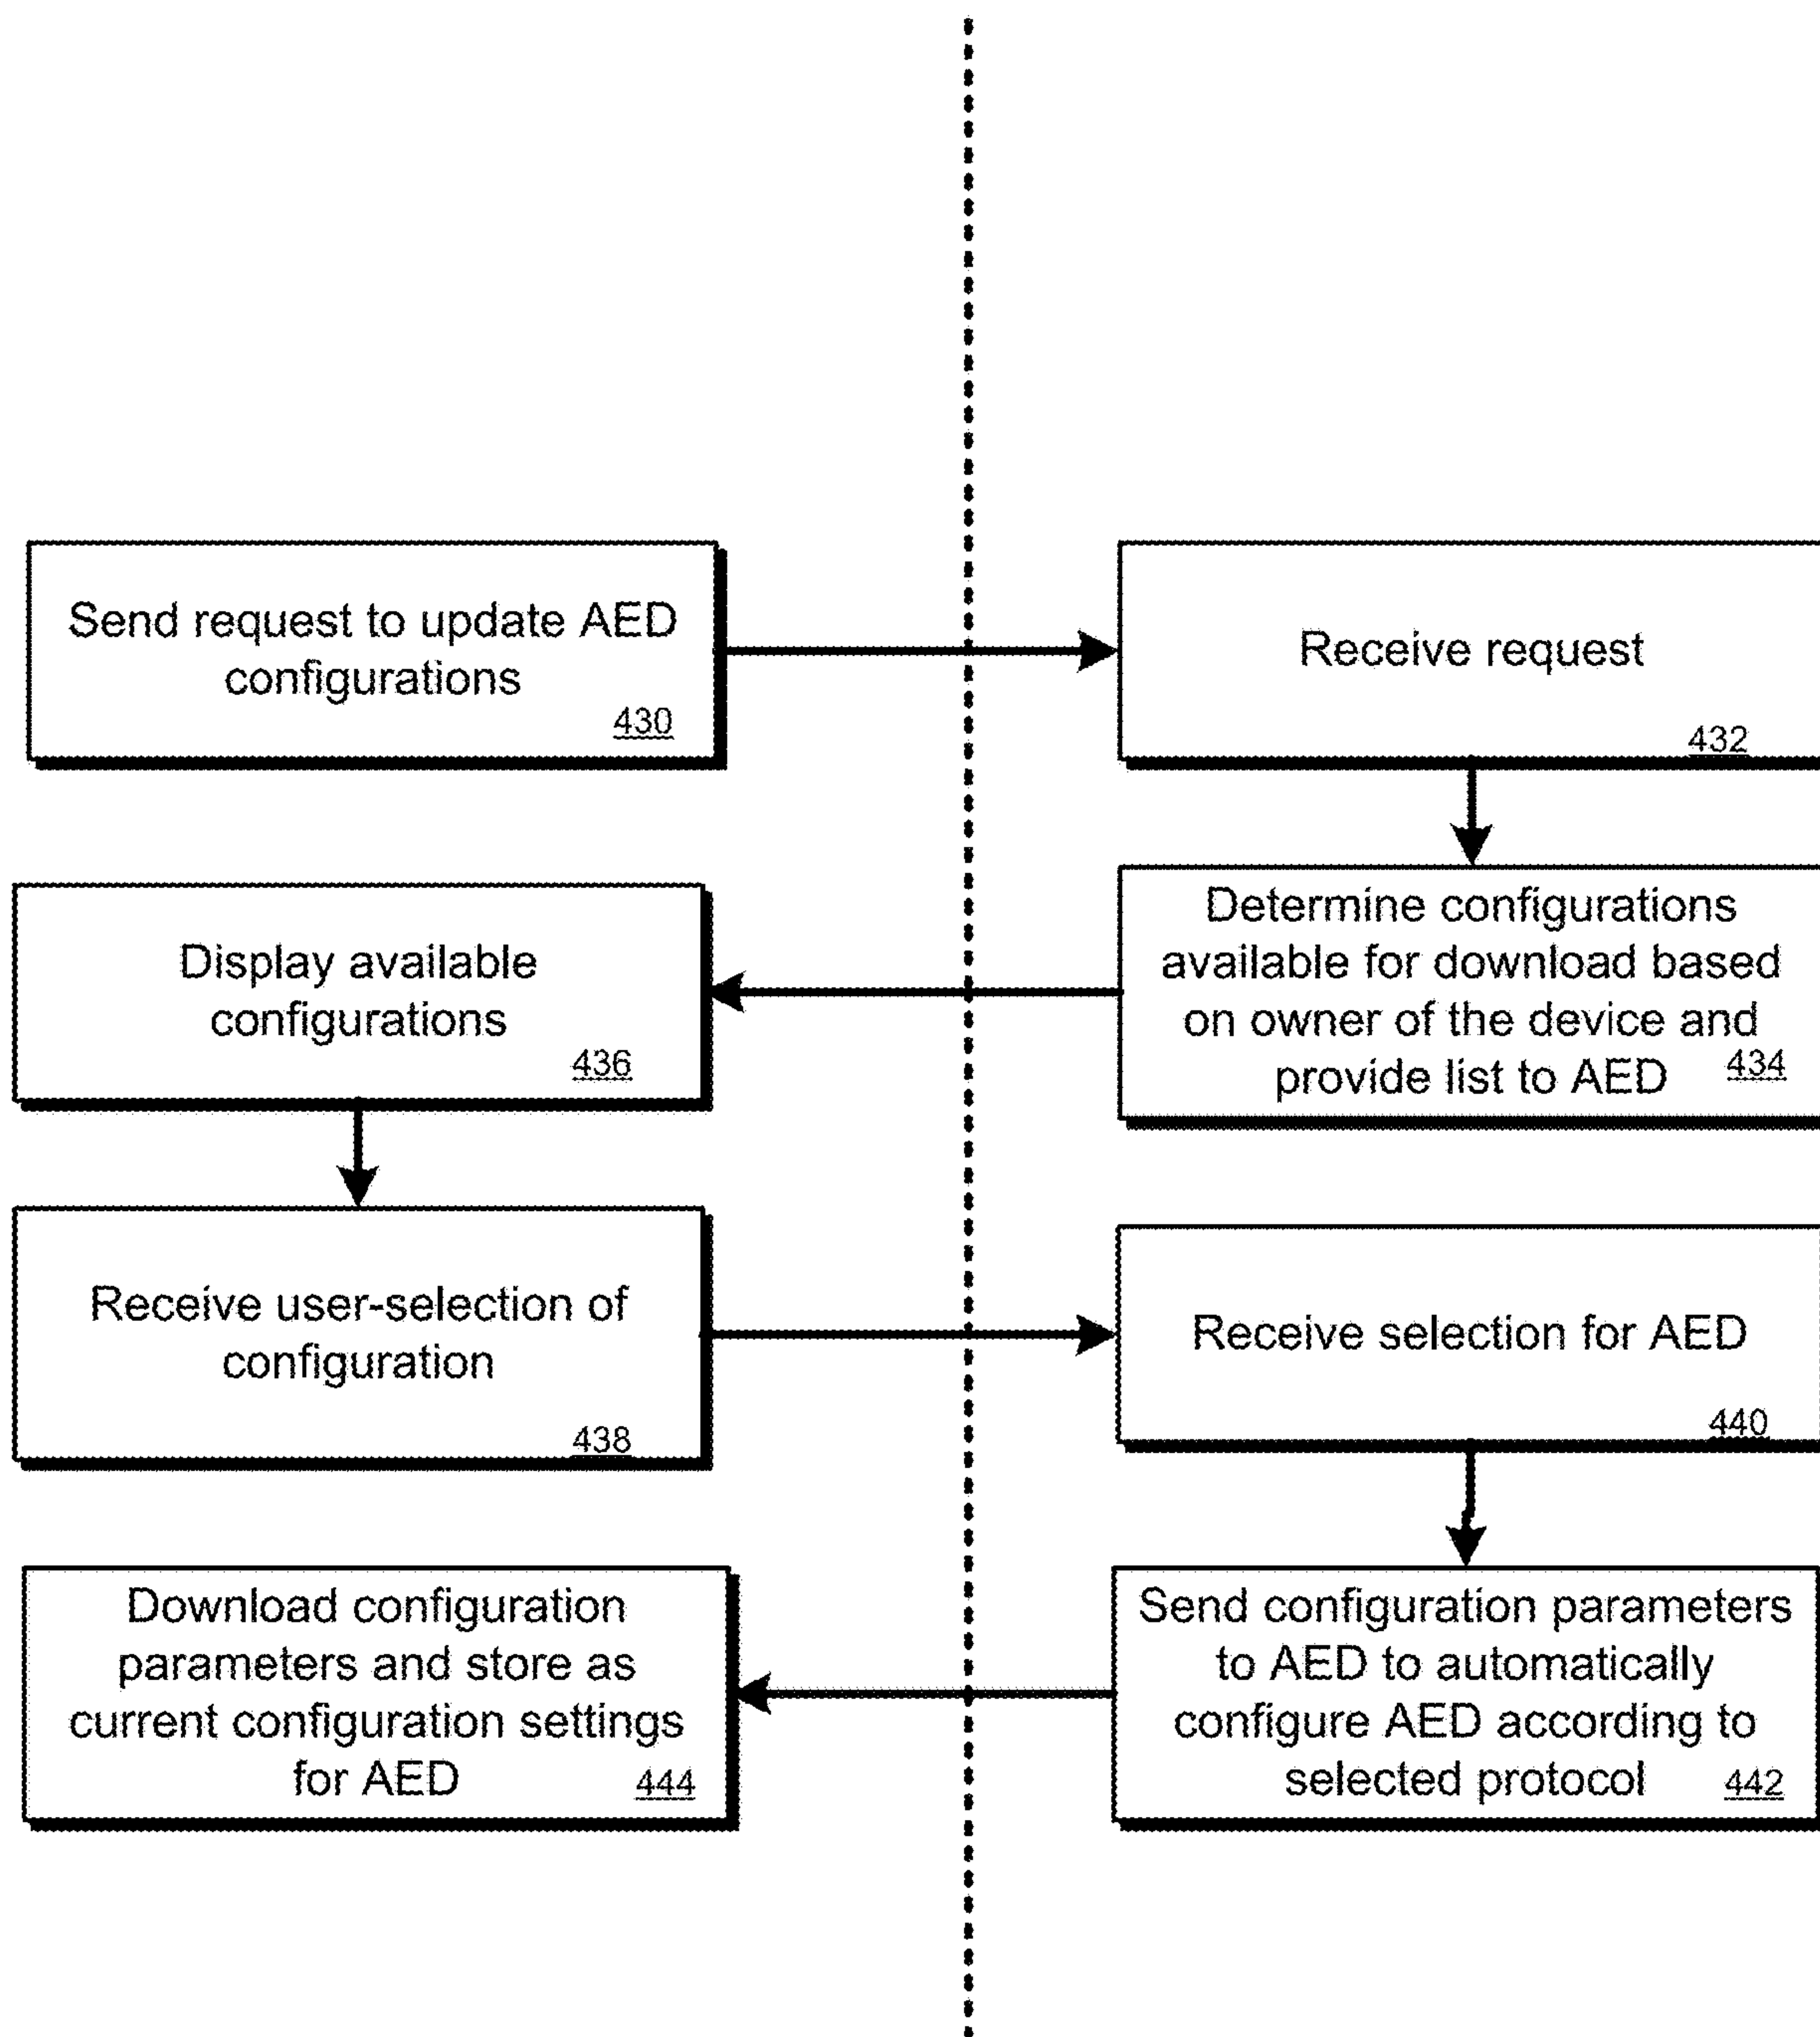 Send request to update AED
configurations
430
Receive request
432
Determine configurations
available for download based
on owner of the device and
provide list to AED
434
Display available
configurations
436
Receive user-selection of
configuration
438
Receive selection for AED
440
Send configuration parameters
to AED to automatically
configure AED according to
selected protocol
442
Download configuration
parameters and store as
current configuration settings
for AED
444